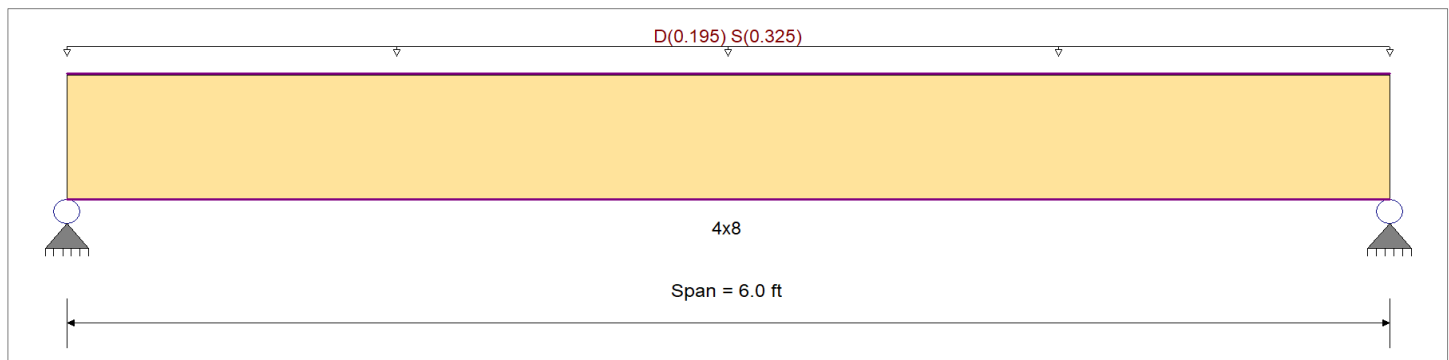 D(0.195) S(0.325)
4x8
Span = 6.0 ft